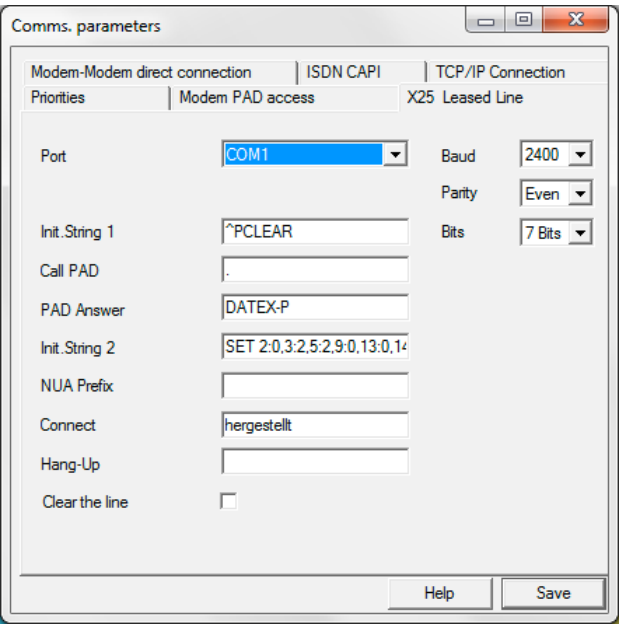 Comms. parameters
Modem-Modem direct connection ISDN CAPI TCP/IP Connection
Priorities Modem PAD access X25 Leased Line
Port COM1 Baud 2400
Parity Even
Init.String 1 ^PCLEAR Bits 7 Bits
Call PAD .
PAD Answer DATEX-P
Init.String 2 SET 2:0,3:2,5:2,9:0,13:0,14
NUA Prefix
Connect hergestellt
Hang-Up
Clear the line
Help Save